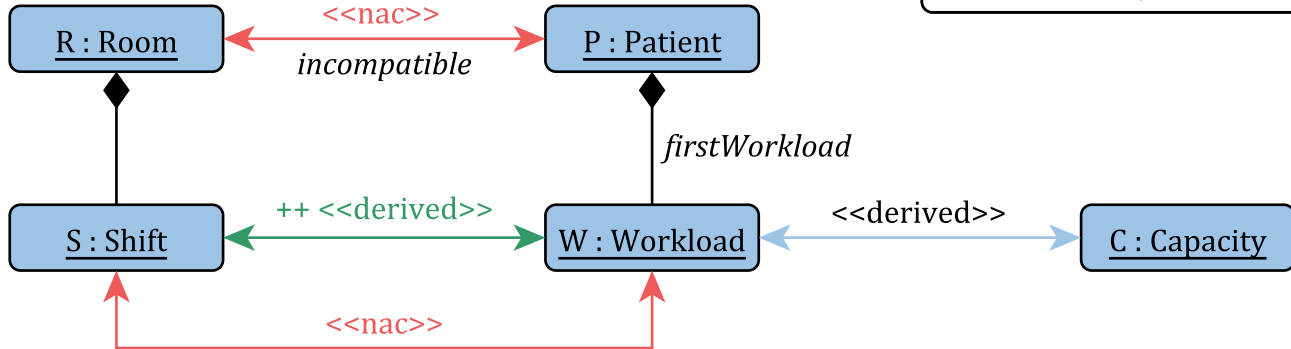 <<nac>>
R : Room
P : Patient
incompatible
firstWorkload
++ <<derived>>
<<derived>>
S : Shift
W : Workload
C : Capacity
<<nac>>